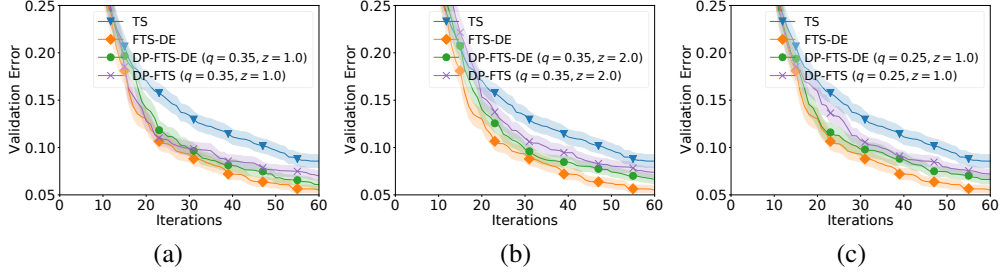 0.25
0.20
0.15
0.10
0.05
Validation Error
0 10 20 30 40 50 60
Iterations
TS
FTS-DE
DP-FTS-DE (q = 0.35, z = 1.0)
DP-FTS (q = 0.35, z = 1.0)
(a)
0.25
0.20
0.15
0.10
0.05
Validation Error
0 10 20 30 40 50 60
Iterations
TS
FTS-DE
DP-FTS-DE (q = 0.35, z = 2.0)
DP-FTS (q = 0.35, z = 2.0)
(b)
0.25
0.20
0.15
0.10
0.05
Validation Error
0 10 20 30 40 50 60
Iterations
TS
FTS-DE
DP-FTS-DE (q = 0.25, z = 1.0)
DP-FTS (q = 0.25, z = 1.0)
(c)